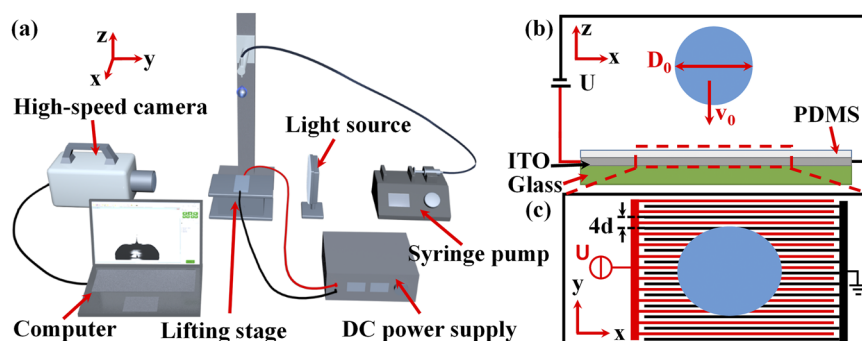 (a)
z
y
x
High-speed camera
Light source
Syringe pump
Computer
Lifting stage
DC power supply
(b)
z
x
U
D0
v0
PDMS
ITO
Glass
(c)
4d
U
y
x